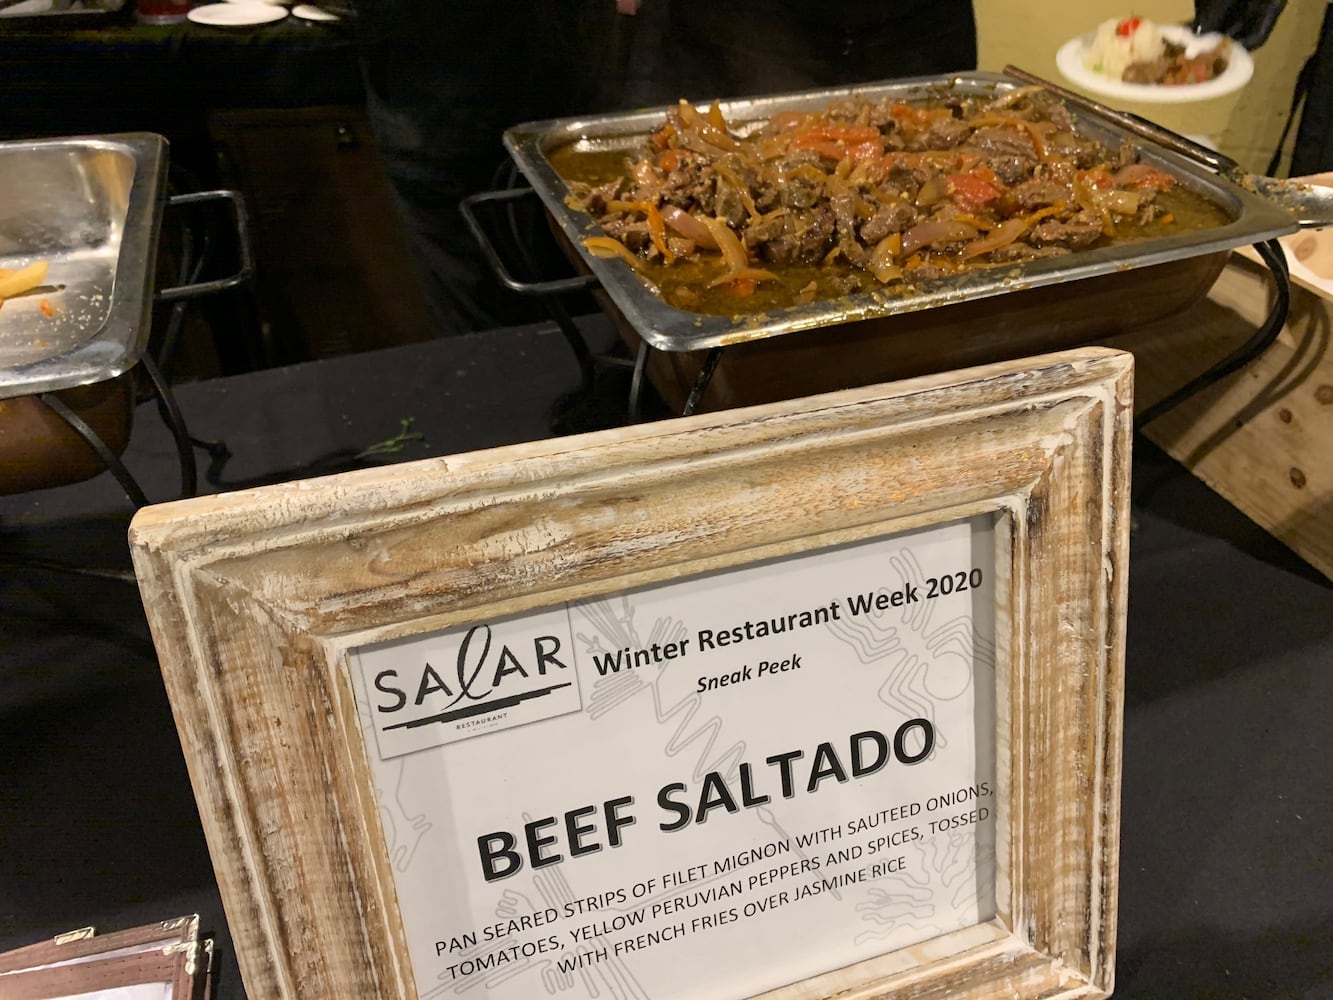 SALAR
RESTAURANT
Winter Restaurant Week 2020
Sneak Peek
BEEF SALTADO
PAN SEARED STRIPS OF FILET MIGNON WITH SAUTEED ONIONS,
TOMATOES, YELLOW PERUVIAN PEPPERS AND SPICES, TOSSED
WITH FRENCH FRIES OVER JASMINE RICE